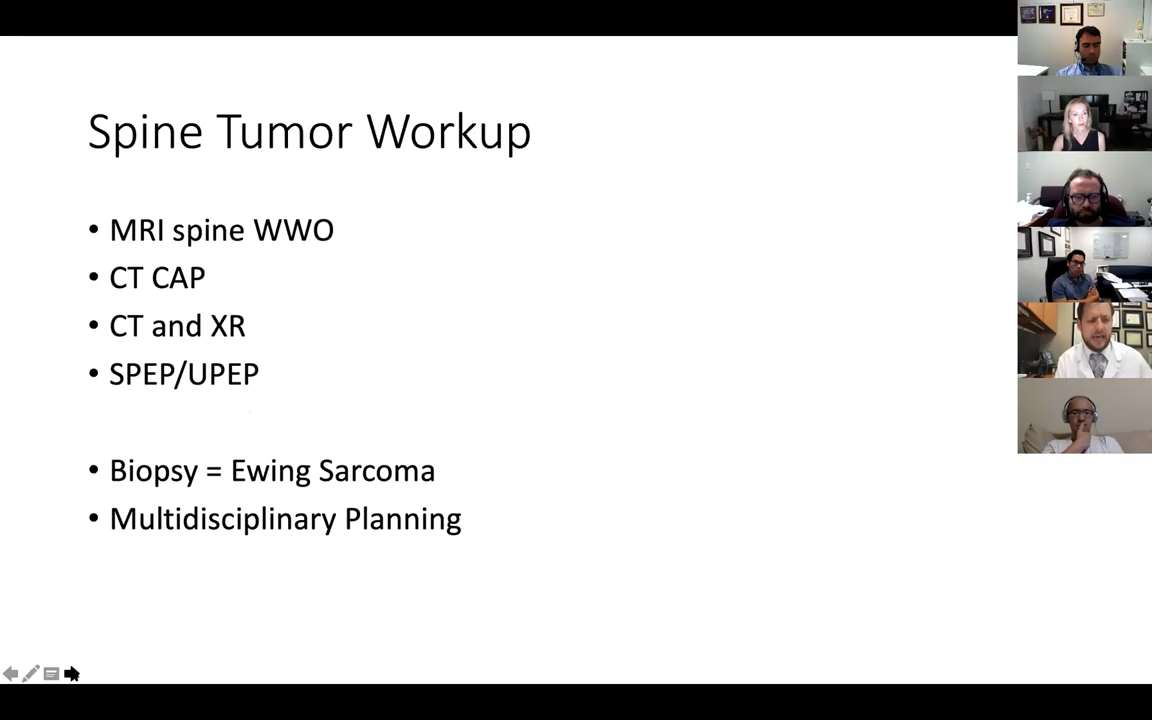 Spine Tumor Workup
• MRI spine WWO
• CT CAP
• CT and XR
• SPEP/UPEP
• Biopsy = Ewing Sarcoma
• Multidisciplinary Planning